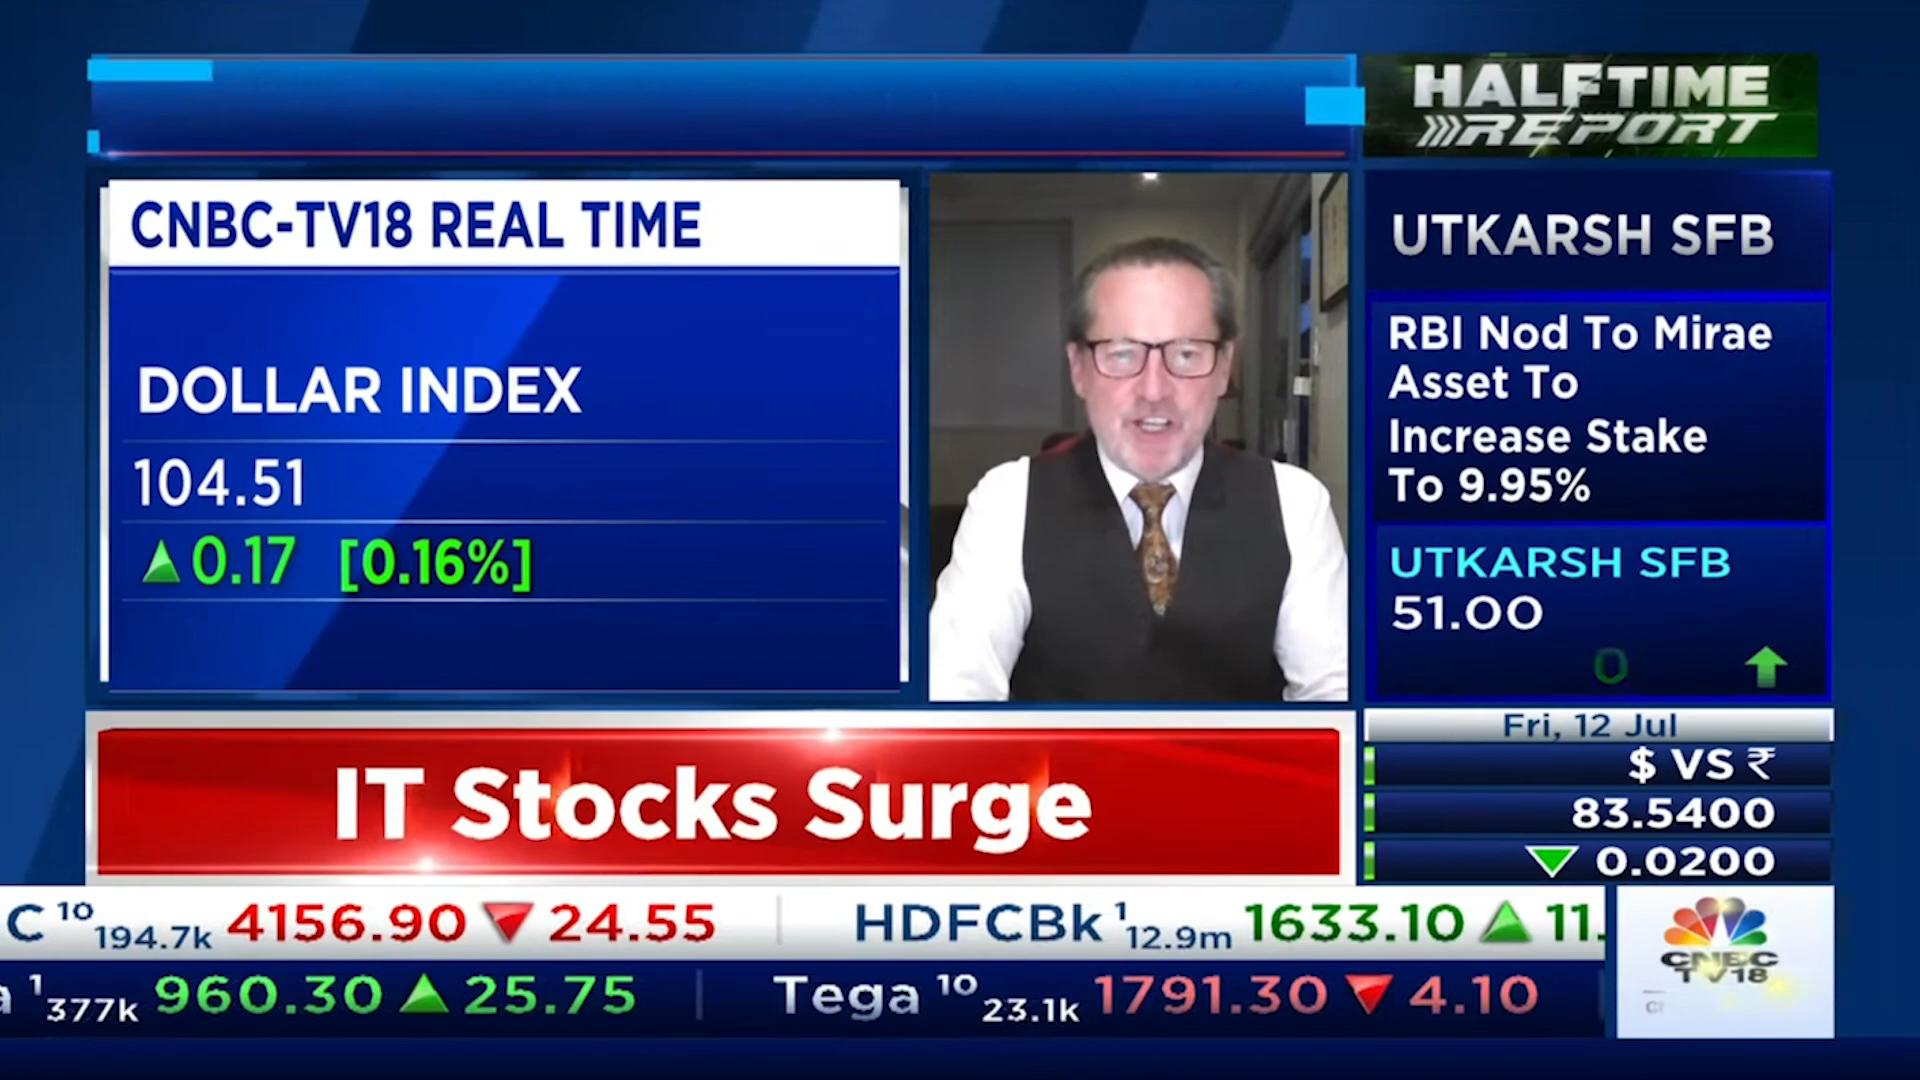 HALFTIME
REPORT
CNBC-TV18 REAL TIME
DOLLAR INDEX
104.51
▲ 0.17 [0.16%]
UTKARSH SFB
RBI Nod To Mirae
Asset To
Increase Stake
To 9.95%
UTKARSH SFB
51.00
0
IT Stocks Surge
Fri, 12 Jul
$ VS ₹
83.5400
▼ 0.0200
C 10 194.7k 4156.90 ▼ 24.55 HDFCBk 1 12.9m 1633.10 ▲ 11.
1 377k 960.30 ▲ 25.75 Tega 10 23.1k 1791.30 ▼ 4.10
CNBC
TV18